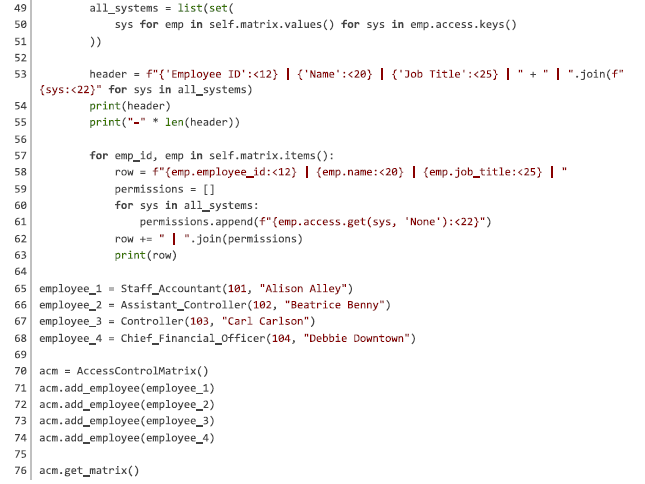 49 all_systems = list(set(
50 sys for emp in self.matrix.values() for sys in emp.access.keys()
51 ))
52
53 header = f"{'Employee ID':<12} | {'Name':<20} | {'Job Title':<25} | " + " | ".join(f"
{sys:<22}" for sys in all_systems)
54 print(header)
55 print("-" * len(header))
56
57 for emp_id, emp in self.matrix.items():
58 row = f"{emp.employee_id:<12} | {emp.name:<20} | {emp.job_title:<25} | "
59 permissions = []
60 for sys in all_systems:
61 permissions.append(f"{emp.access.get(sys, 'None'):<22}")
62 row += " | ".join(permissions)
63 print(row)
64
65 employee_1 = Staff_Accountant(101, "Alison Alley")
66 employee_2 = Assistant_Controller(102, "Beatrice Benny")
67 employee_3 = Controller(103, "Carl Carlson")
68 employee_4 = Chief_Financial_Officer(104, "Debbie Downtown")
69
70 acm = AccessControlMatrix()
71 acm.add_employee(employee_1)
72 acm.add_employee(employee_2)
73 acm.add_employee(employee_3)
74 acm.add_employee(employee_4)
75
76 acm.get_matrix()